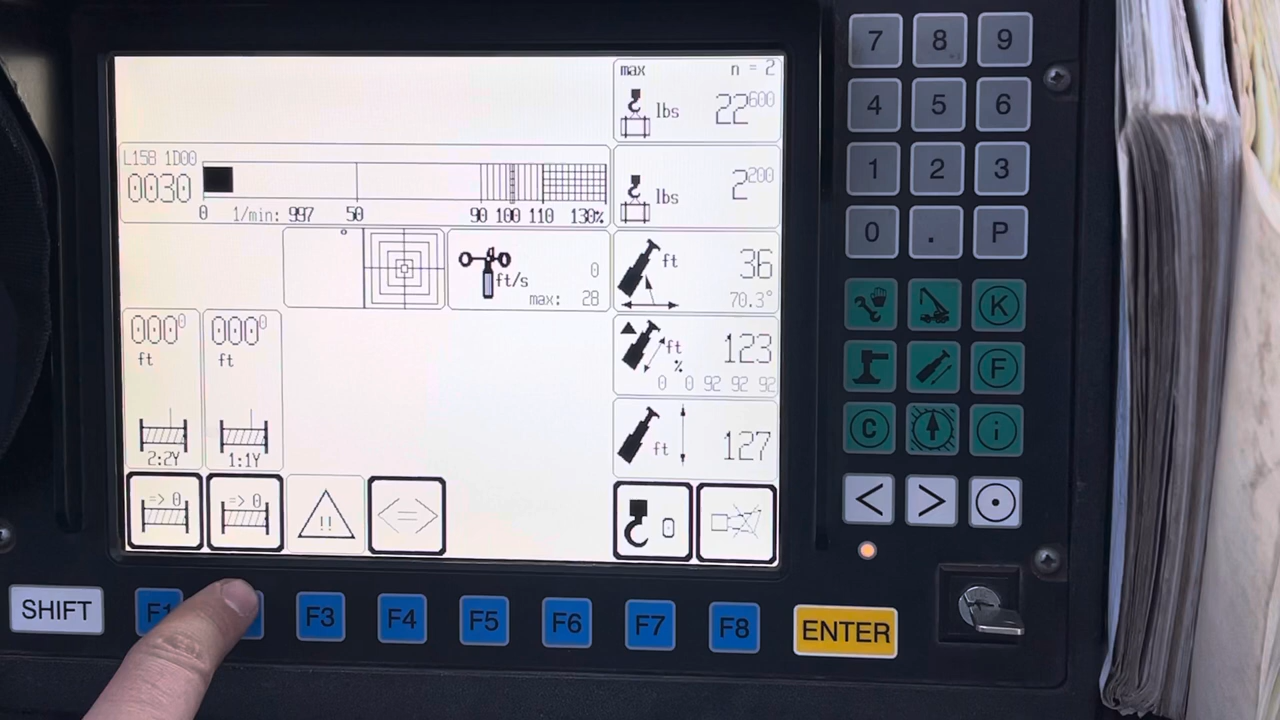 max n = 2
lbs 22600
L158 1D00
0030
0 1/min: 997 50 90 100 110 130%
lbs 2200
ft/s 0
max: 28
ft 36
70.3°
0000 0000
ft ft
ft 123
%
0 0 92 92 92
ft 127
2:2Y 1:1Y
=> 0 => 0 !! <=> 0
7 8 9
4 5 6
1 2 3
0 . P
K
F
C i
< >
SHIFT F1 F3 F4 F5 F6 F7 F8 ENTER